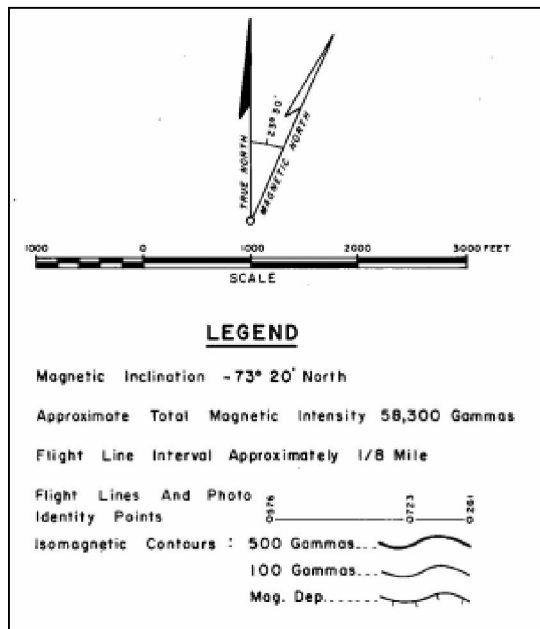 TRUE NORTH
23° 30'
MAGNETIC NORTH
1000 0 1000 2000 3000 FEET
SCALE
LEGEND
Magnetic Inclination - 73° 20' North
Approximate Total Magnetic Intensity 58,300 Gammas
Flight Line Interval Approximately 1/8 Mile
Flight Lines And Photo
Identity Points
0576 0723 0261
Isomagnetic Contours : 500 Gammas...
100 Gammas...
Mag. Dep........